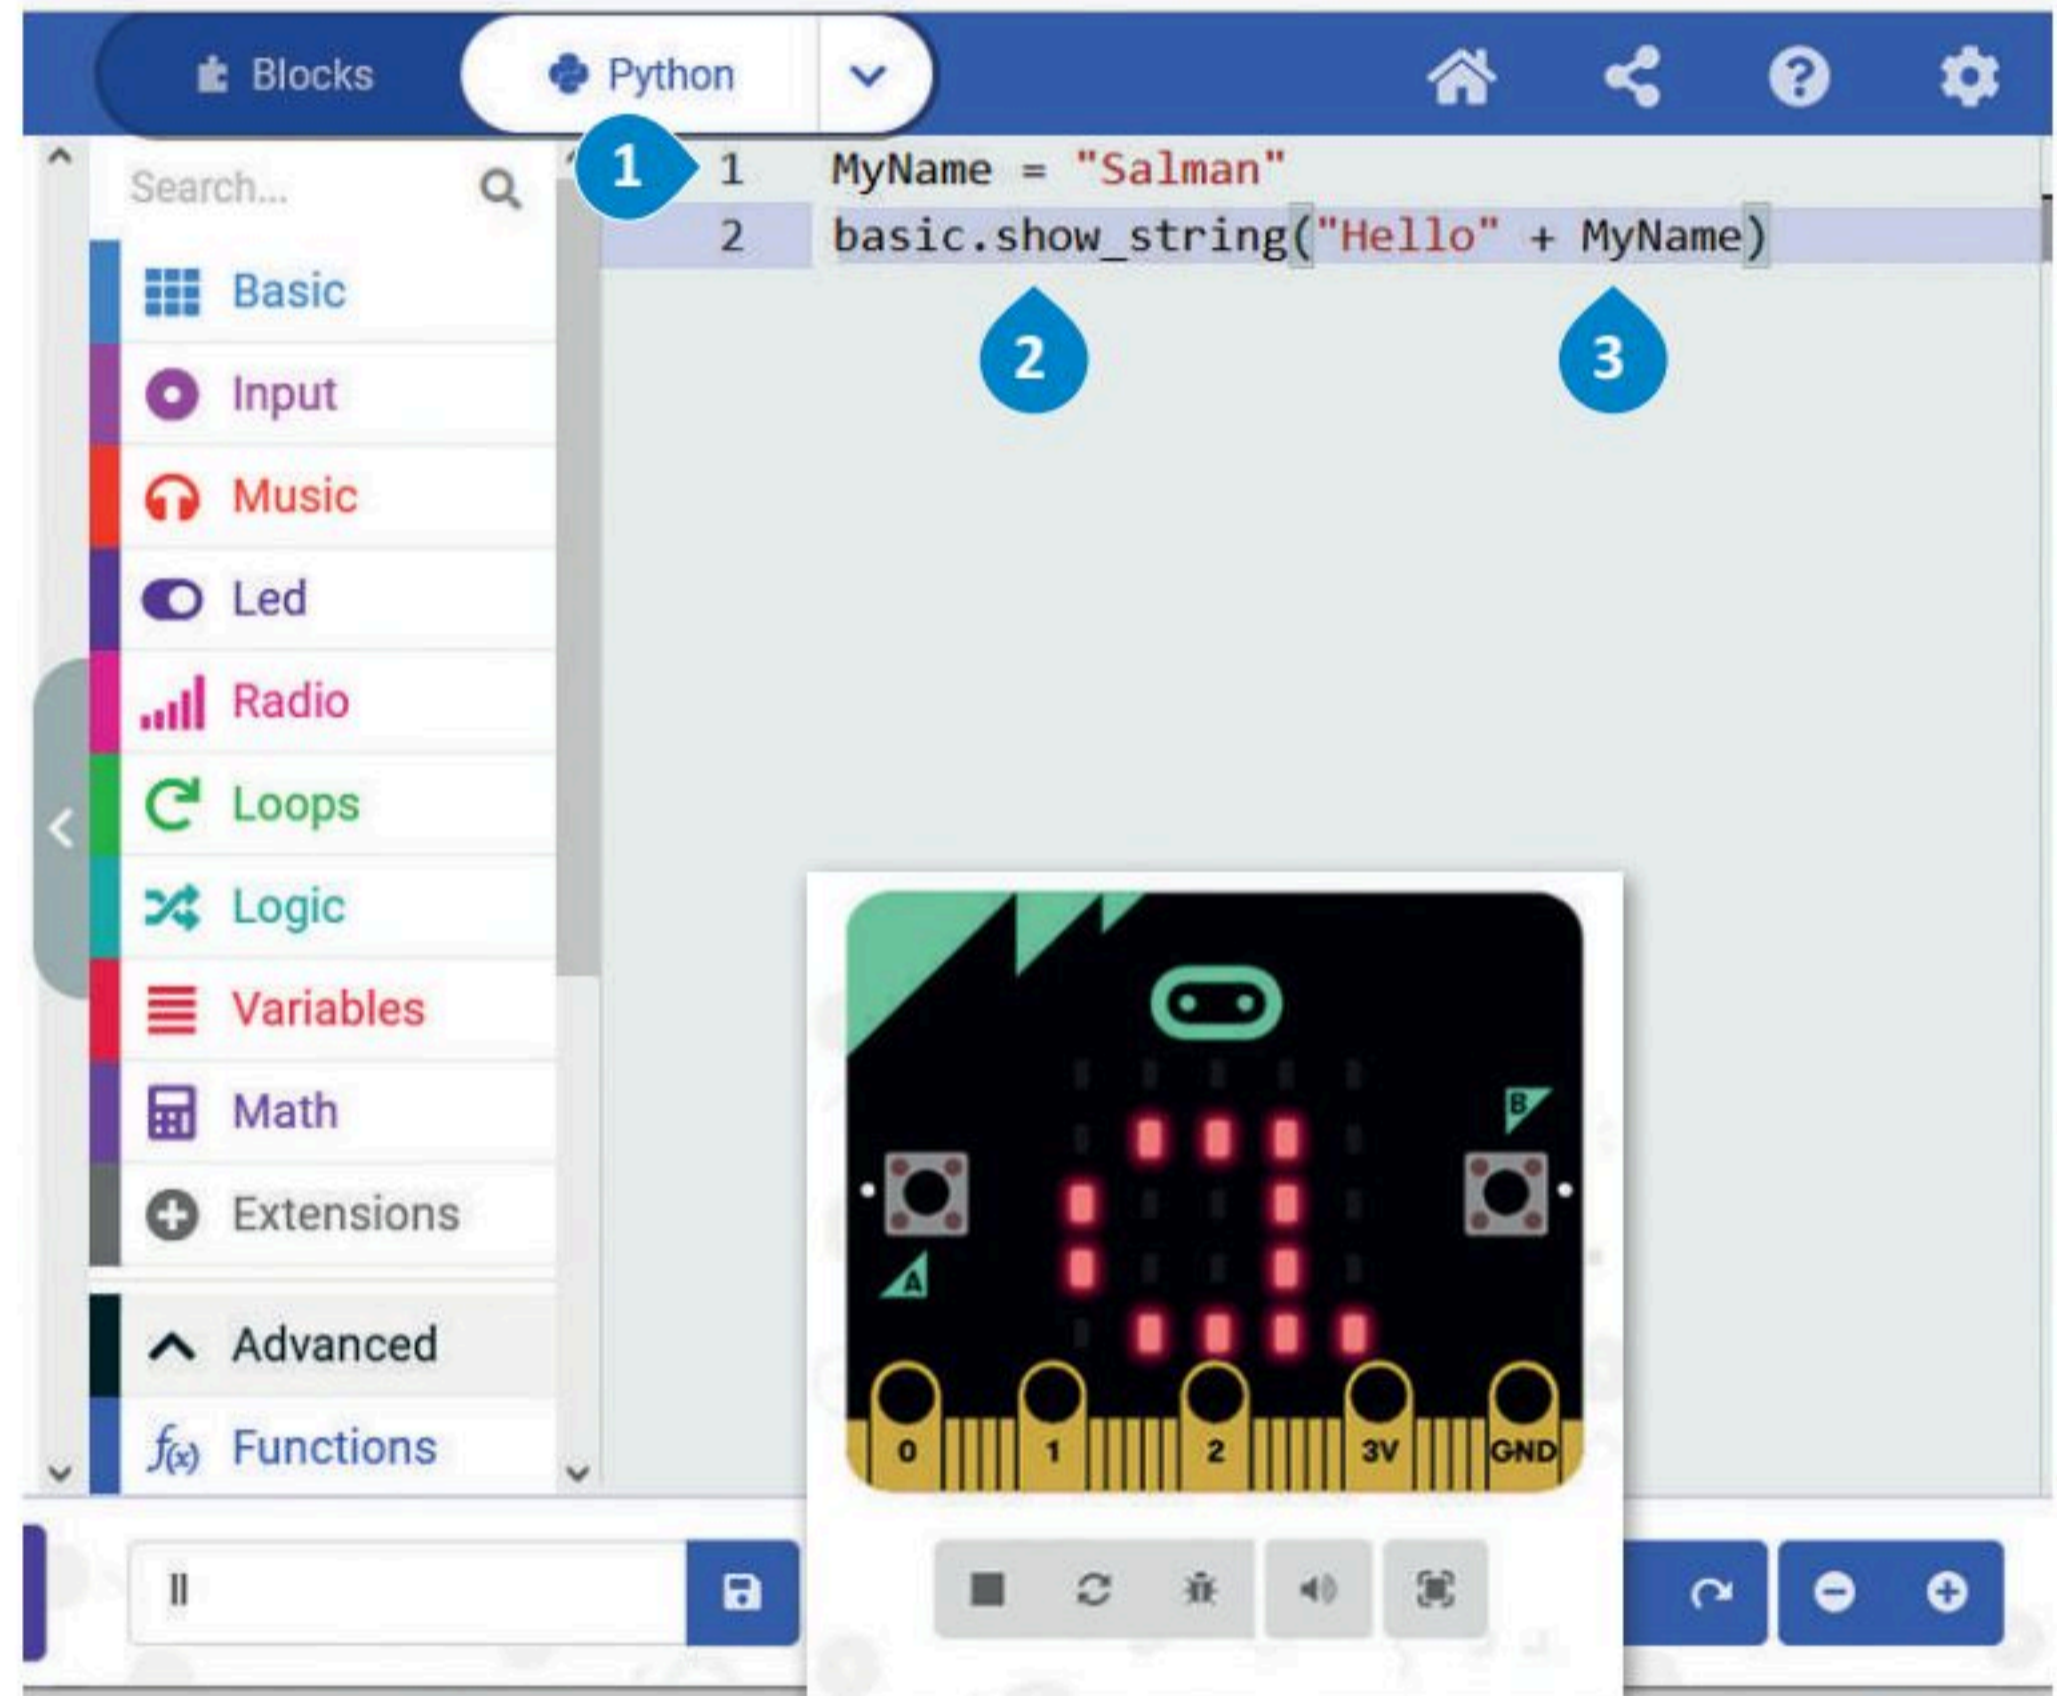 Blocks Python
Search...
1 1 MyName = "Salman"
2 basic.show_string("Hello" + MyName)
2 3
Basic
Input
Music
Led
Radio
Loops
Logic
Variables
Math
Extensions
Advanced
f(x) Functions
B
A
0 1 2 3V GND
ll